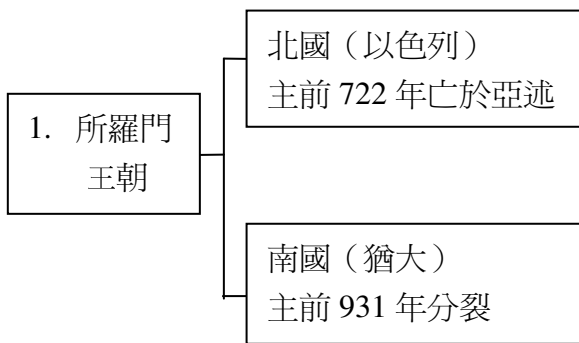 1. 所羅門
王朝
北國（以色列）
主前 722 年亡於亞述
南國（猶大）
主前 931 年分裂